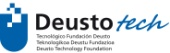 Deusto tech
Tecnológico Fundación Deusto
Teknologikoa Deustu Fundazioa
Deusto Technology Foundation